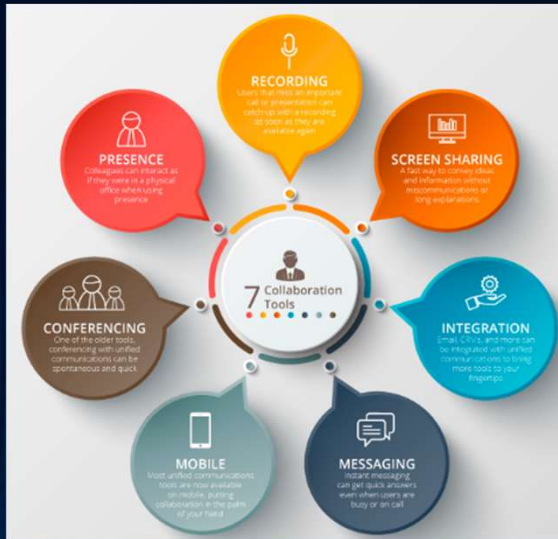 RECORDING
Users that miss an important
call or presentation can
catch-up with a recording
as soon as they are
available again
PRESENCE
Colleagues can interact as
if they were in a physical
office when using
presence
SCREEN SHARING
A fast way to convey ideas
and information without
miscommunications or
long explanations
7 Collaboration
Tools
CONFERENCING
One of the older tools,
conferencing with unified
communications can be
spontaneous and quick
INTEGRATION
Email, CRVs, and more can
be integrated with unified
communications to bring
more tools to your
fingertips
MOBILE
Most unified communications
tools are now available
on mobile, putting
collaboration in the palm
of your hand
MESSAGING
Instant messaging
can get quick answers
even when users are
busy or on call